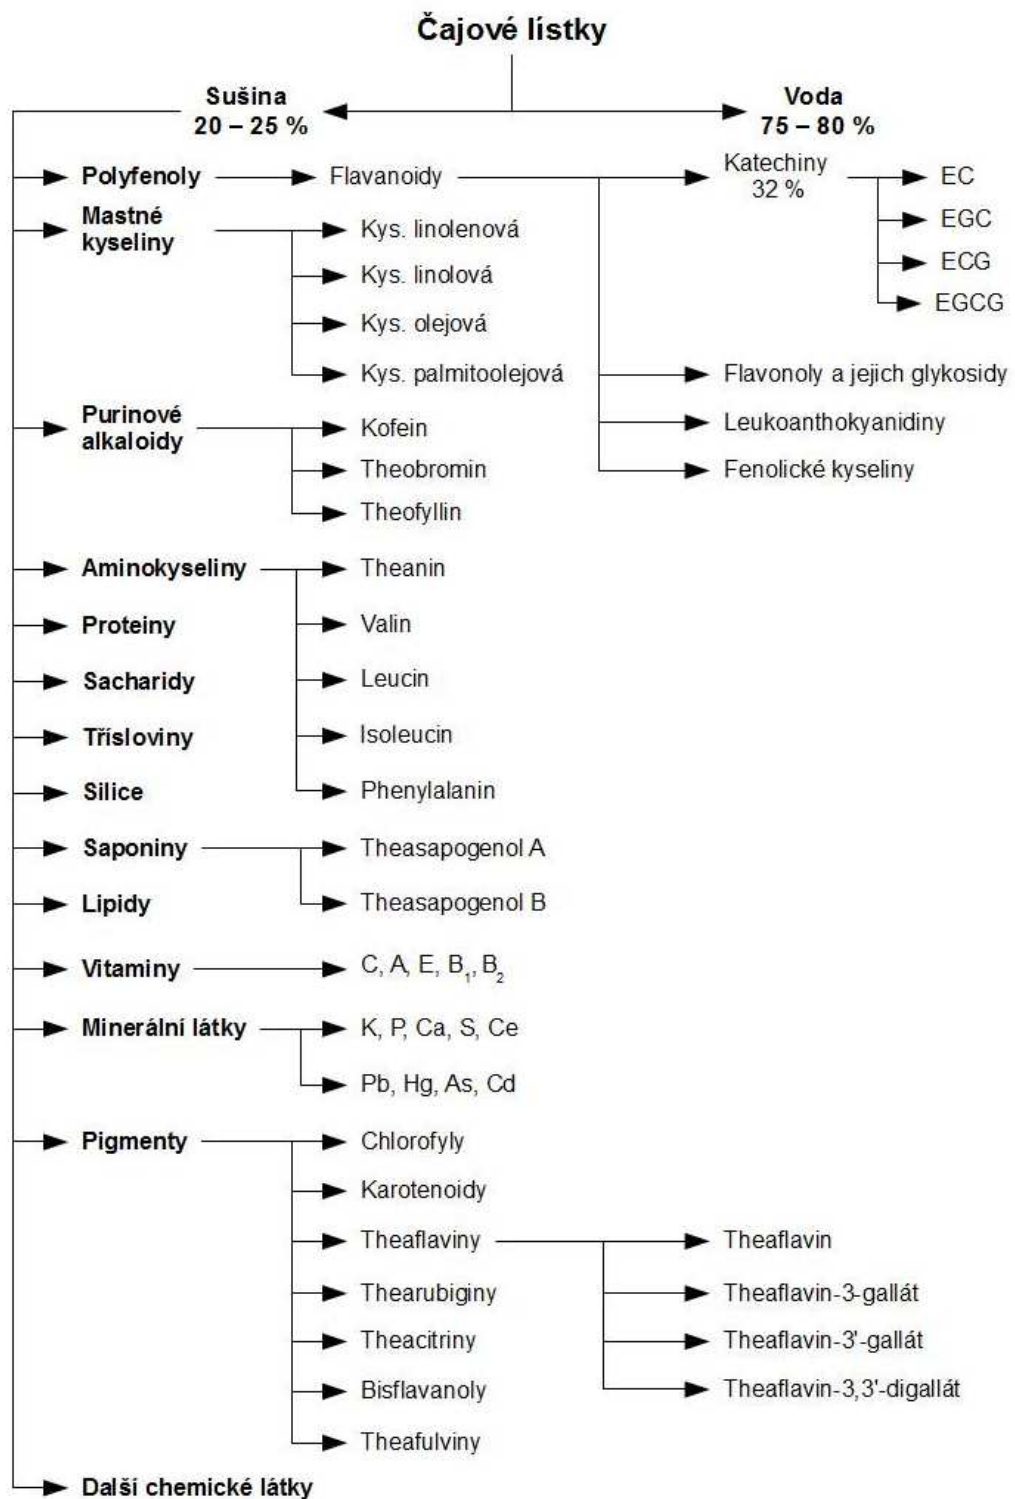 Čajové lístky
Sušina
20 – 25 %
Voda
75 – 80 %
Polyfenoly
Flavanoidy
Katechiny
32 %
EC
EGC
ECG
EGCG
Flavonoly a jejich glykosidy
Leukoanthokyanidiny
Fenolické kyseliny
Mastné
kyseliny
Kys. linolenová
Kys. linolová
Kys. olejová
Kys. palmitoolejová
Purinové
alkaloidy
Kofein
Theobromin
Theofyllin
Aminokyseliny
Theanin
Valin
Leucin
Isoleucin
Phenylalanin
Proteiny
Sacharidy
Třísloviny
Silice
Saponiny
Theasapogenol A
Theasapogenol B
Lipidy
Vitaminy
C, A, E, B₁, B₂
Minerální látky
K, P, Ca, S, Ce
Pb, Hg, As, Cd
Pigmenty
Chlorofyly
Karotenoidy
Theaflaviny
Theaflavin
Theaflavin-3-gallát
Theaflavin-3'-gallát
Theaflavin-3,3'-digallát
Thearubiginy
Theacitriny
Bisflavanoly
Theafulviny
Další chemické látky